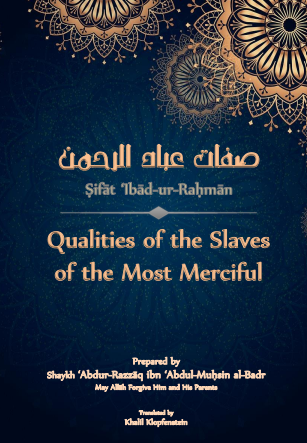 صفات عباد الرحمن
Ṣifāt ʿIbād-ur-Raḥmān
Qualities of the Slaves
of the Most Merciful
Prepared by
Shaykh ʿAbdur-Razzāq ibn ʿAbdul-Muḥsin al-Badr
May Allāh Forgive Him and His Parents
Translated by
Khalil Klopfenstein